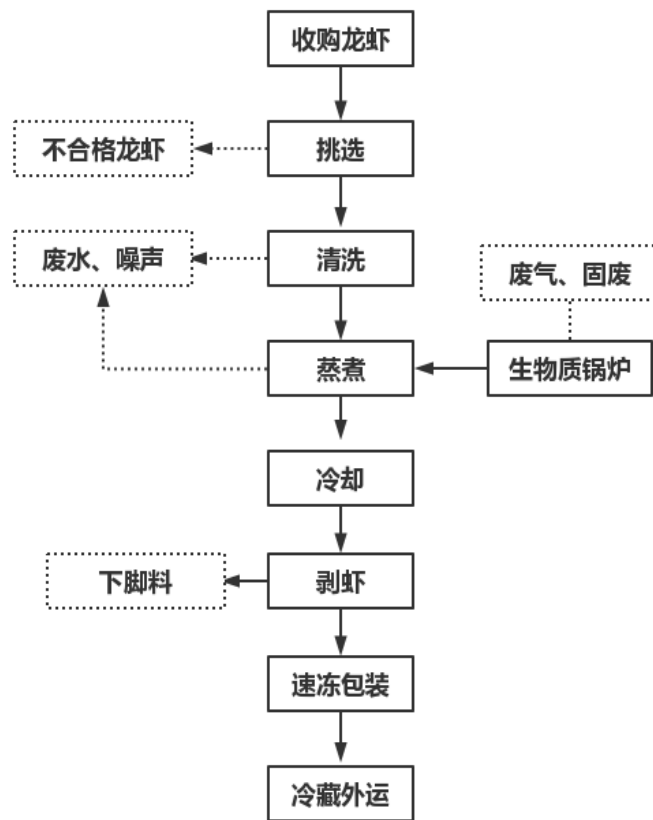 收购龙虾
不合格龙虾
挑选
废水、噪声
清洗
废气、固废
蒸煮
生物质锅炉
冷却
下脚料
剥虾
速冻包装
冷藏外运